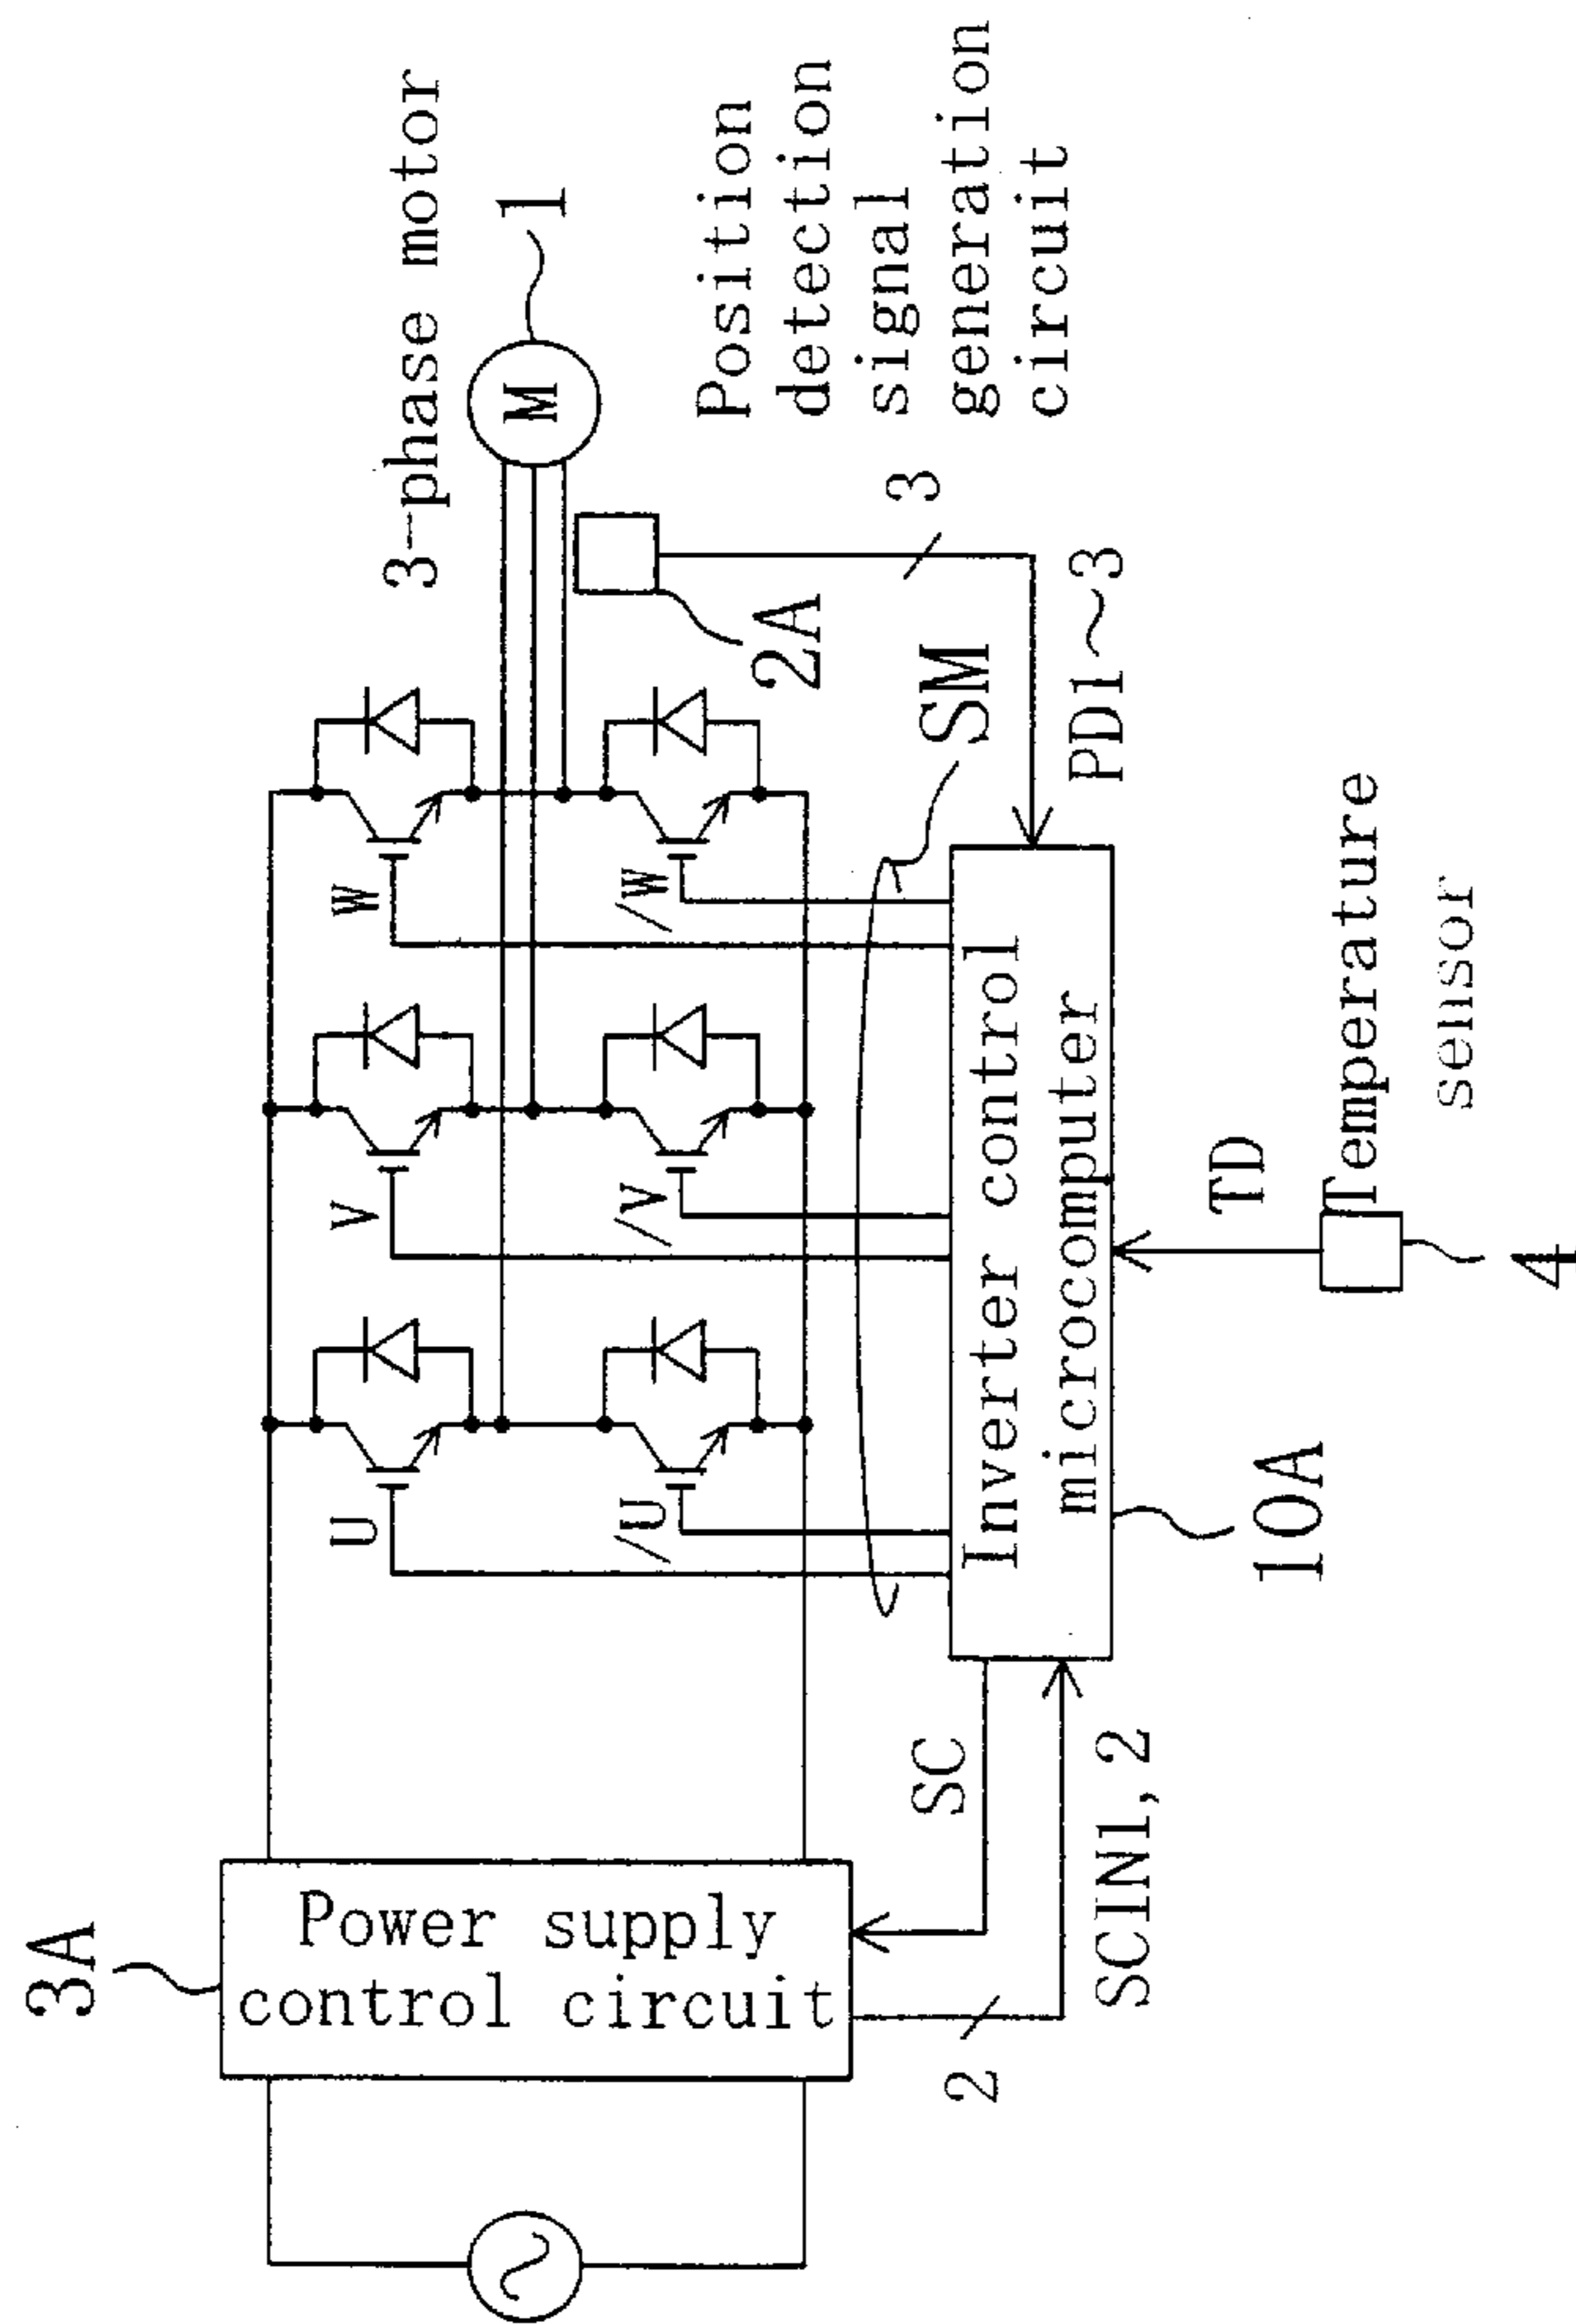 3A
Power supply
control circuit
2
SC
SCIN1, 2
U
/U
V
/V
W
/W
3-phase motor
M
1
Position
detection
signal
generation
circuit
2A
3
SM
PD1~3
Inverter control
microcomputer
10A
TD
Temperature
sensor
4